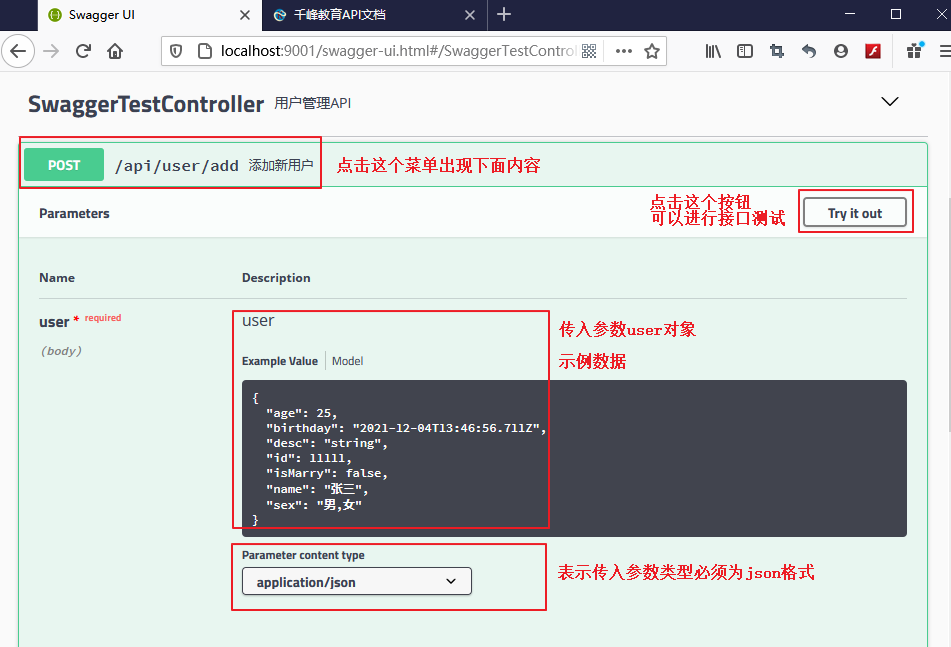 Swagger UI
千峰教育API文档
localhost:9001/swagger-ui.html#/SwaggerTestControl
SwaggerTestController 用户管理API
POST /api/user/add 添加新用户 点击这个菜单出现下面内容
点击这个按钮
可以进行接口测试
Parameters
Try it out
Name Description
user * required
(body)
user
传入参数user对象
Example Value Model
示例数据
{
"age": 25,
"birthday": "2021-12-04T13:46:56.711Z",
"desc": "string",
"id": 11111,
"isMarry": false,
"name": "张三",
"sex": "男,女"
}
Parameter content type
application/json
表示传入参数类型必须为json格式